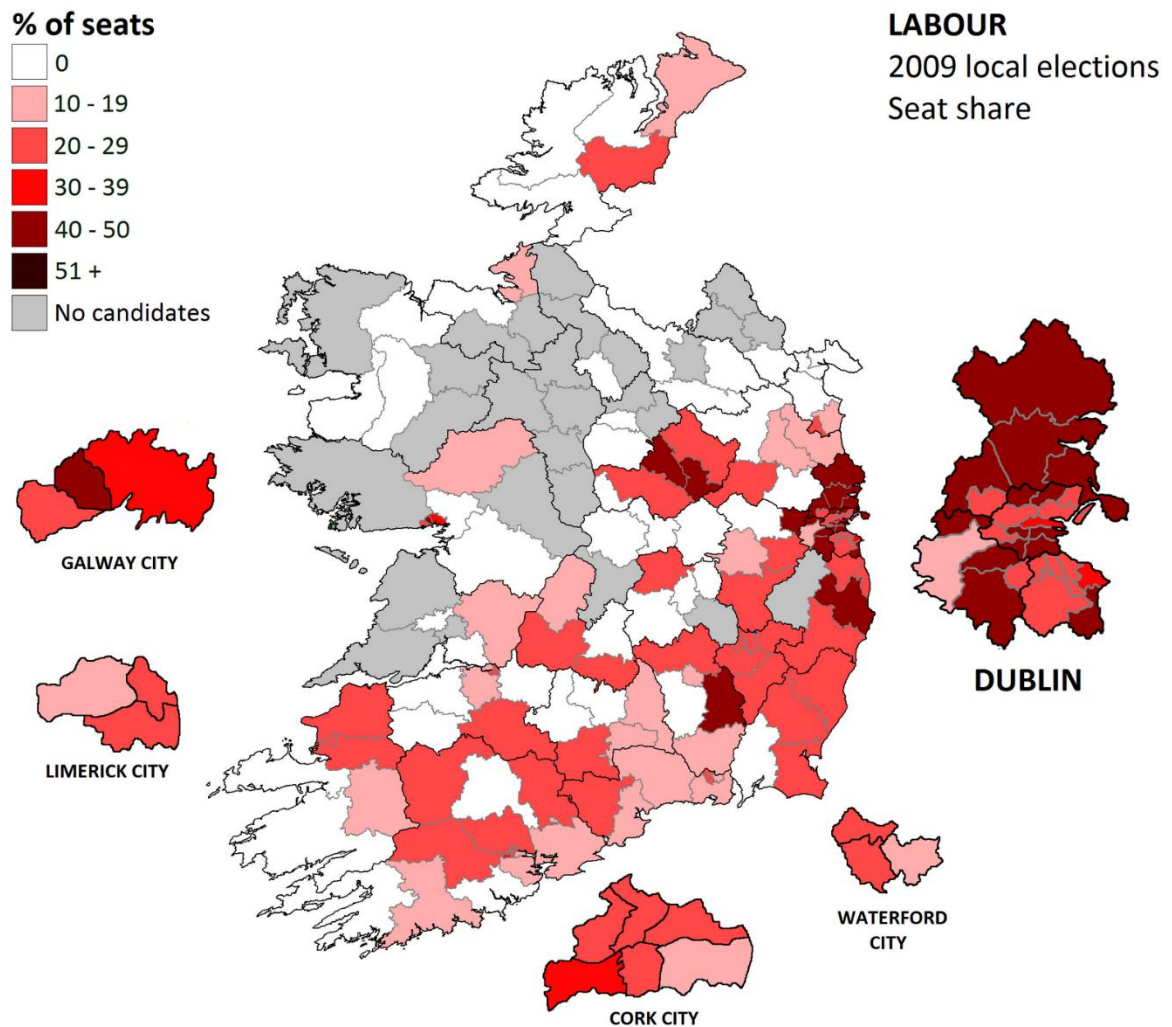 % of seats
0
10 - 19
20 - 29
30 - 39
40 - 50
51 +
No candidates
LABOUR
2009 local elections
Seat share
GALWAY CITY
LIMERICK CITY
DUBLIN
WATERFORD
CITY
CORK CITY